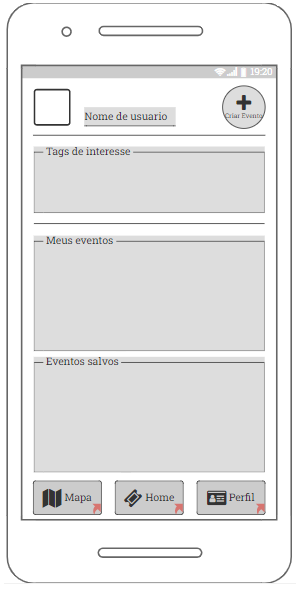 19:20
Nome de usuario
Criar Evento
Tags de interesse
Meus eventos
Eventos salvos
Mapa
Home
Perfil